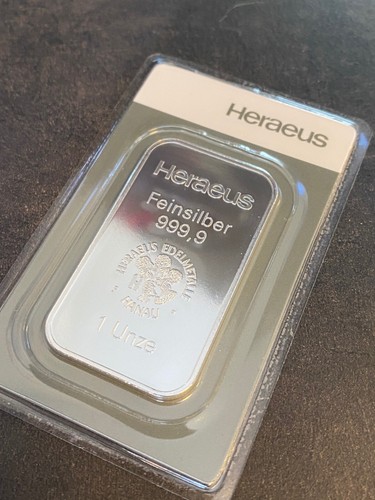 Heraeus
Heraeus
Feinsilber
999,9
HERAEUS EDELMETALLE
HANAU
1 Unze